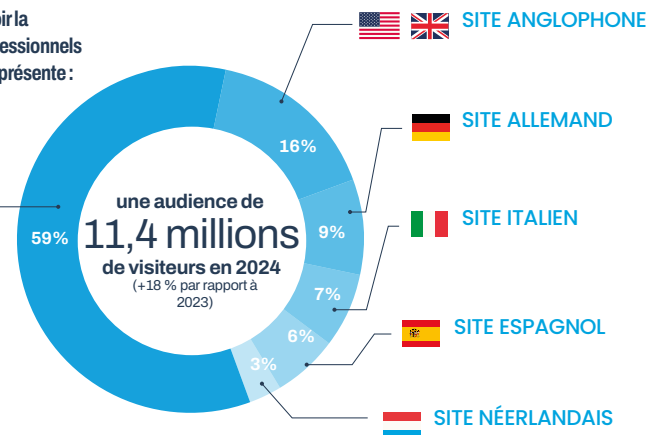 SITE ANGLOPHONE
présente :
16%
SITE ALLEMAND
une audience de
59%
11,4 millions
9%
SITE ITALIEN
de visiteurs en 2024
(+18 % par rapport à
2023)
7%
6%
SITE ESPAGNOL
3%
SITE NÉERLANDAIS